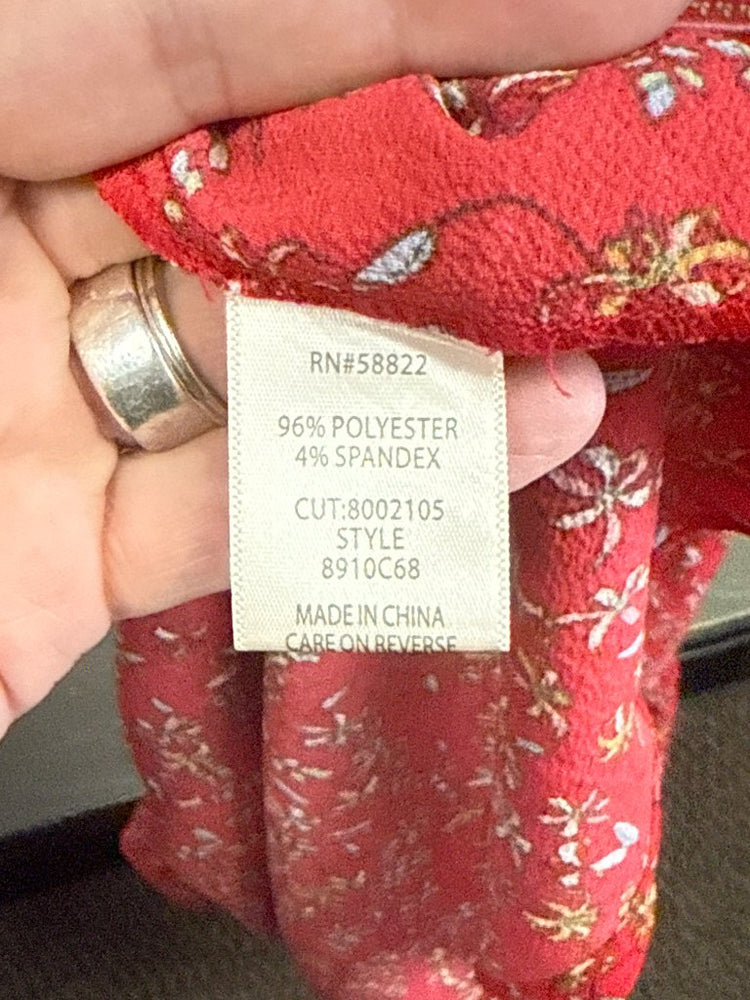 RN#58822
96% POLYESTER
4% SPANDEX
CUT:8002105
STYLE
8910C68
MADE IN CHINA
CARE ON REVERSE